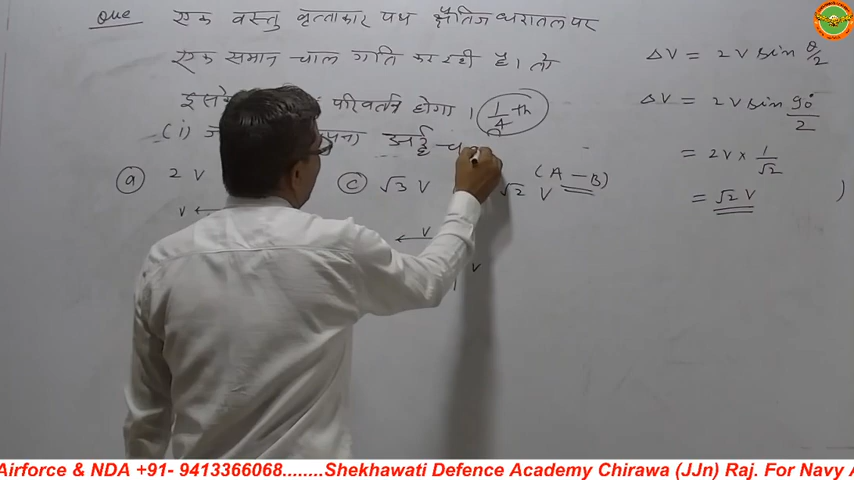 Que एक वस्तु वृत्ताकार पथ क्षैतिज धरातल पर
एक समान चाल गति कर रही है। तो
परिवर्तन होगा। 1/4 th
(i) अर्द्ध
(a) 2 V (c) √3 V √2 V (A – B)
V V
V
ΔV = 2V sin θ/2
ΔV = 2V sin 90°/2
= 2V × 1/√2
= √2 V )
Airforce & NDA +91- 9413366068........Shekhawati Defence Academy Chirawa (JJn) Raj. For Navy A